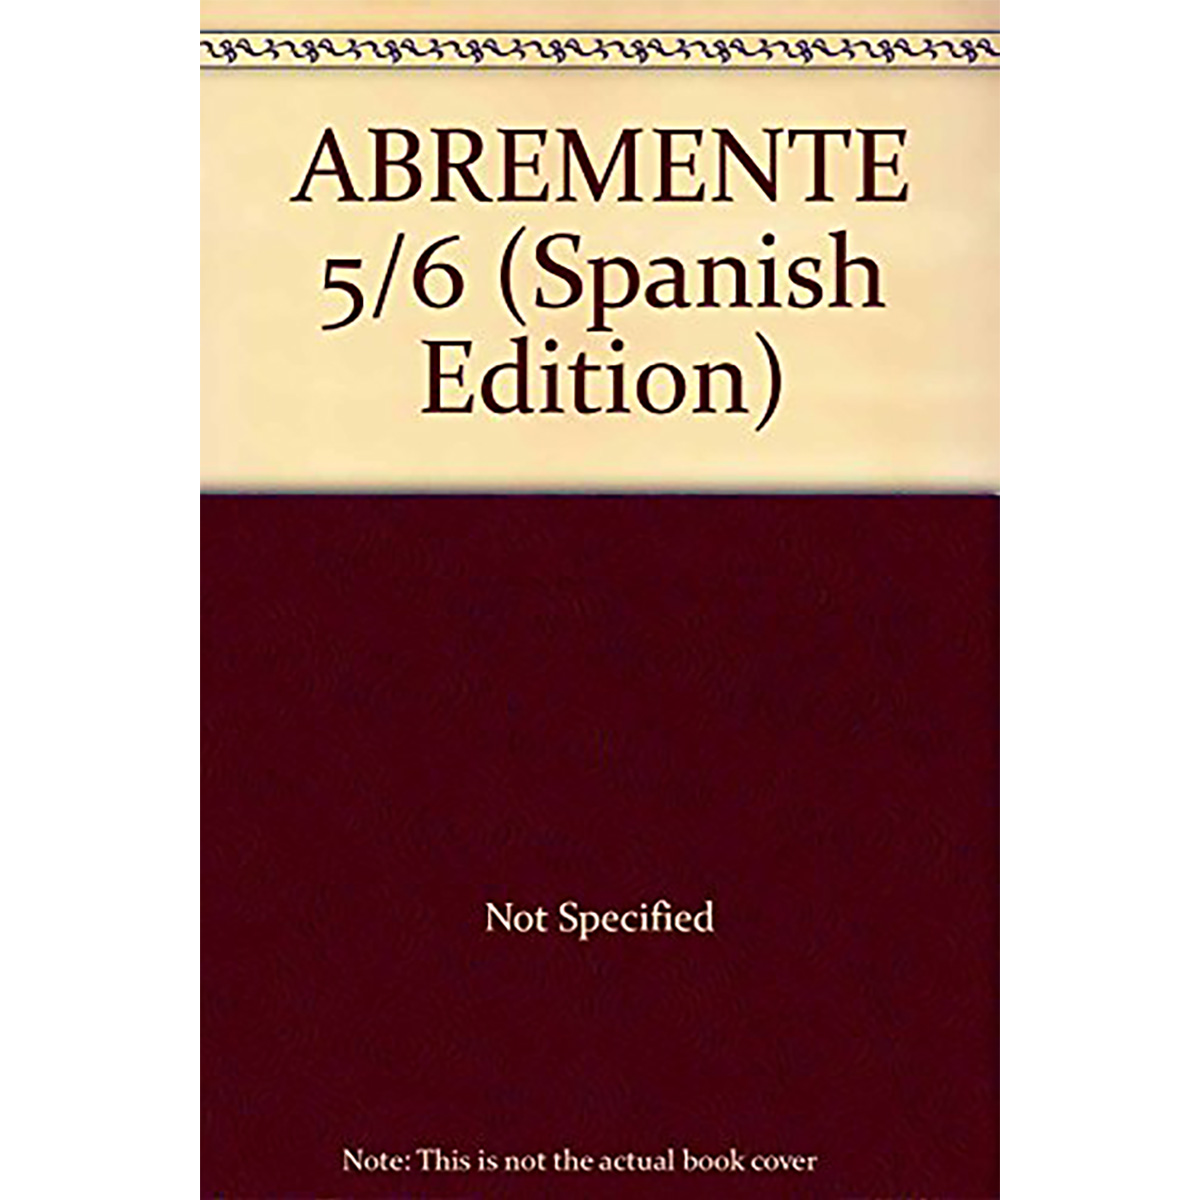 ABREMENTE
5/6 (Spanish
Edition)
Not Specified
Note: This is not the actual book cover